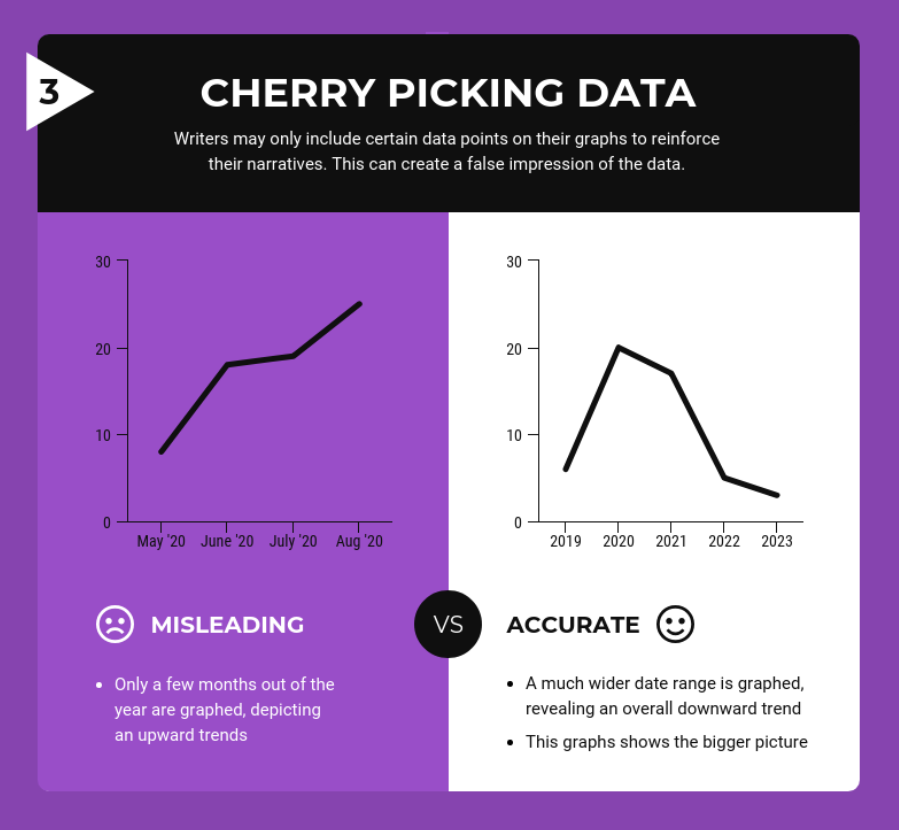 3
CHERRY PICKING DATA
Writers may only include certain data points on their graphs to reinforce
their narratives. This can create a false impression of the data.
30
20
10
0
May '20 June '20 July '20 Aug '20
30
20
10
0
2019 2020 2021 2022 2023
MISLEADING
VS
ACCURATE
Only a few months out of the
year are graphed, depicting
an upward trends
A much wider date range is graphed,
revealing an overall downward trend
This graphs shows the bigger picture